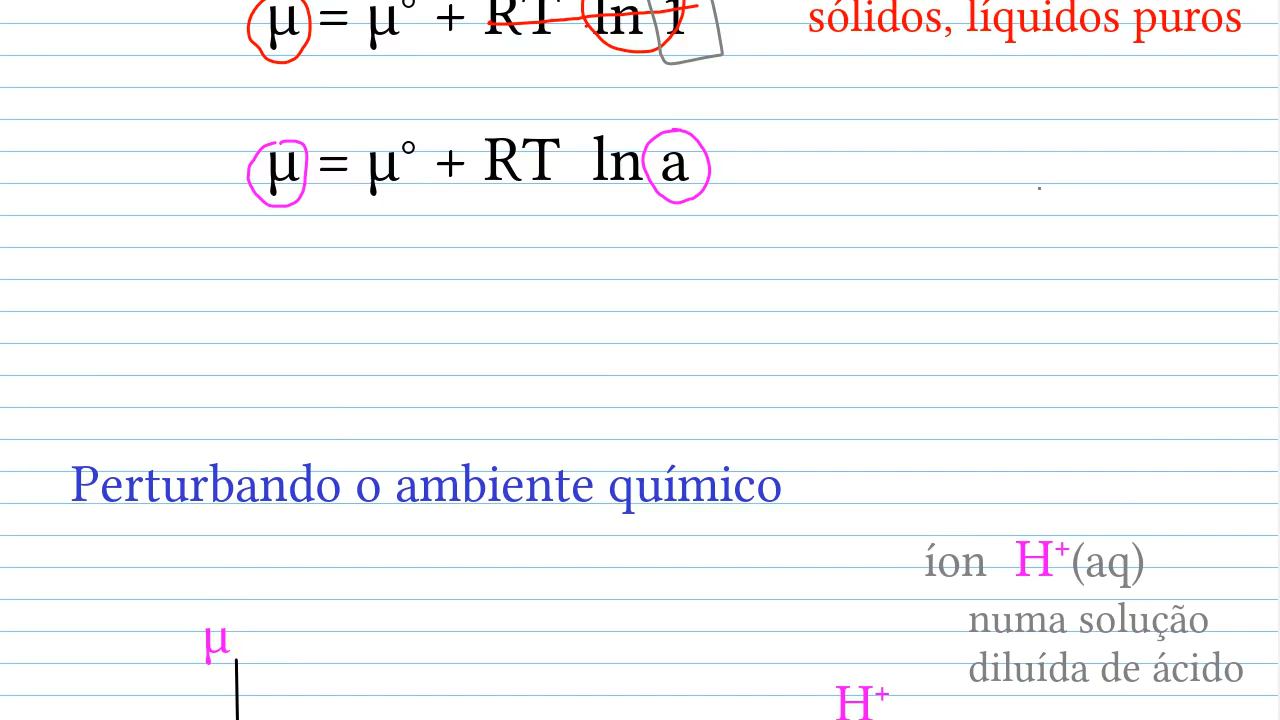 μ = μ° + RT ln 1 sólidos, líquidos puros
μ = μ° + RT ln a
Perturbando o ambiente químico
íon H⁺(aq)
numa solução
diluída de ácido
μ
H⁺